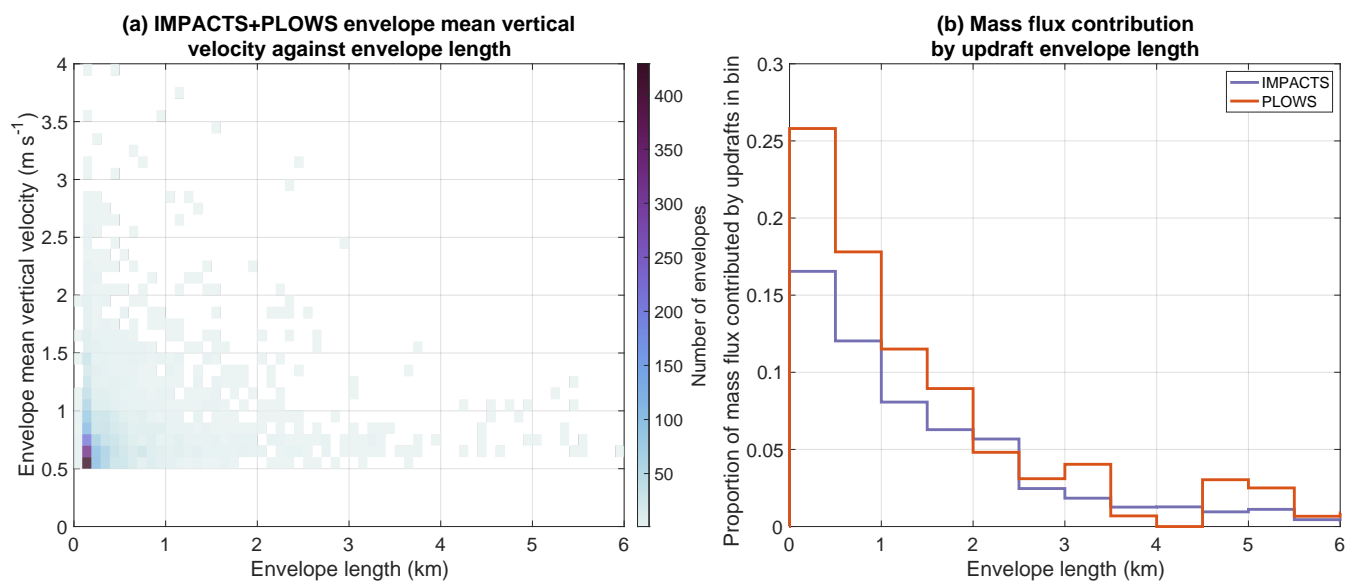 (a) IMPACTS+PLOWS envelope mean vertical
velocity against envelope length
Envelope mean vertical velocity (m s⁻¹)
4
3.5
3
2.5
2
1.5
1
0.5
0
0 1 2 3 4 5 6
Envelope length (km)
400
350
300
250
200
150
100
50
Number of envelopes
(b) Mass flux contribution
by updraft envelope length
Proportion of mass flux contributed by updrafts in bin
0.3
0.25
0.2
0.15
0.1
0.05
0
IMPACTS
PLOWS
0 1 2 3 4 5 6
Envelope length (km)